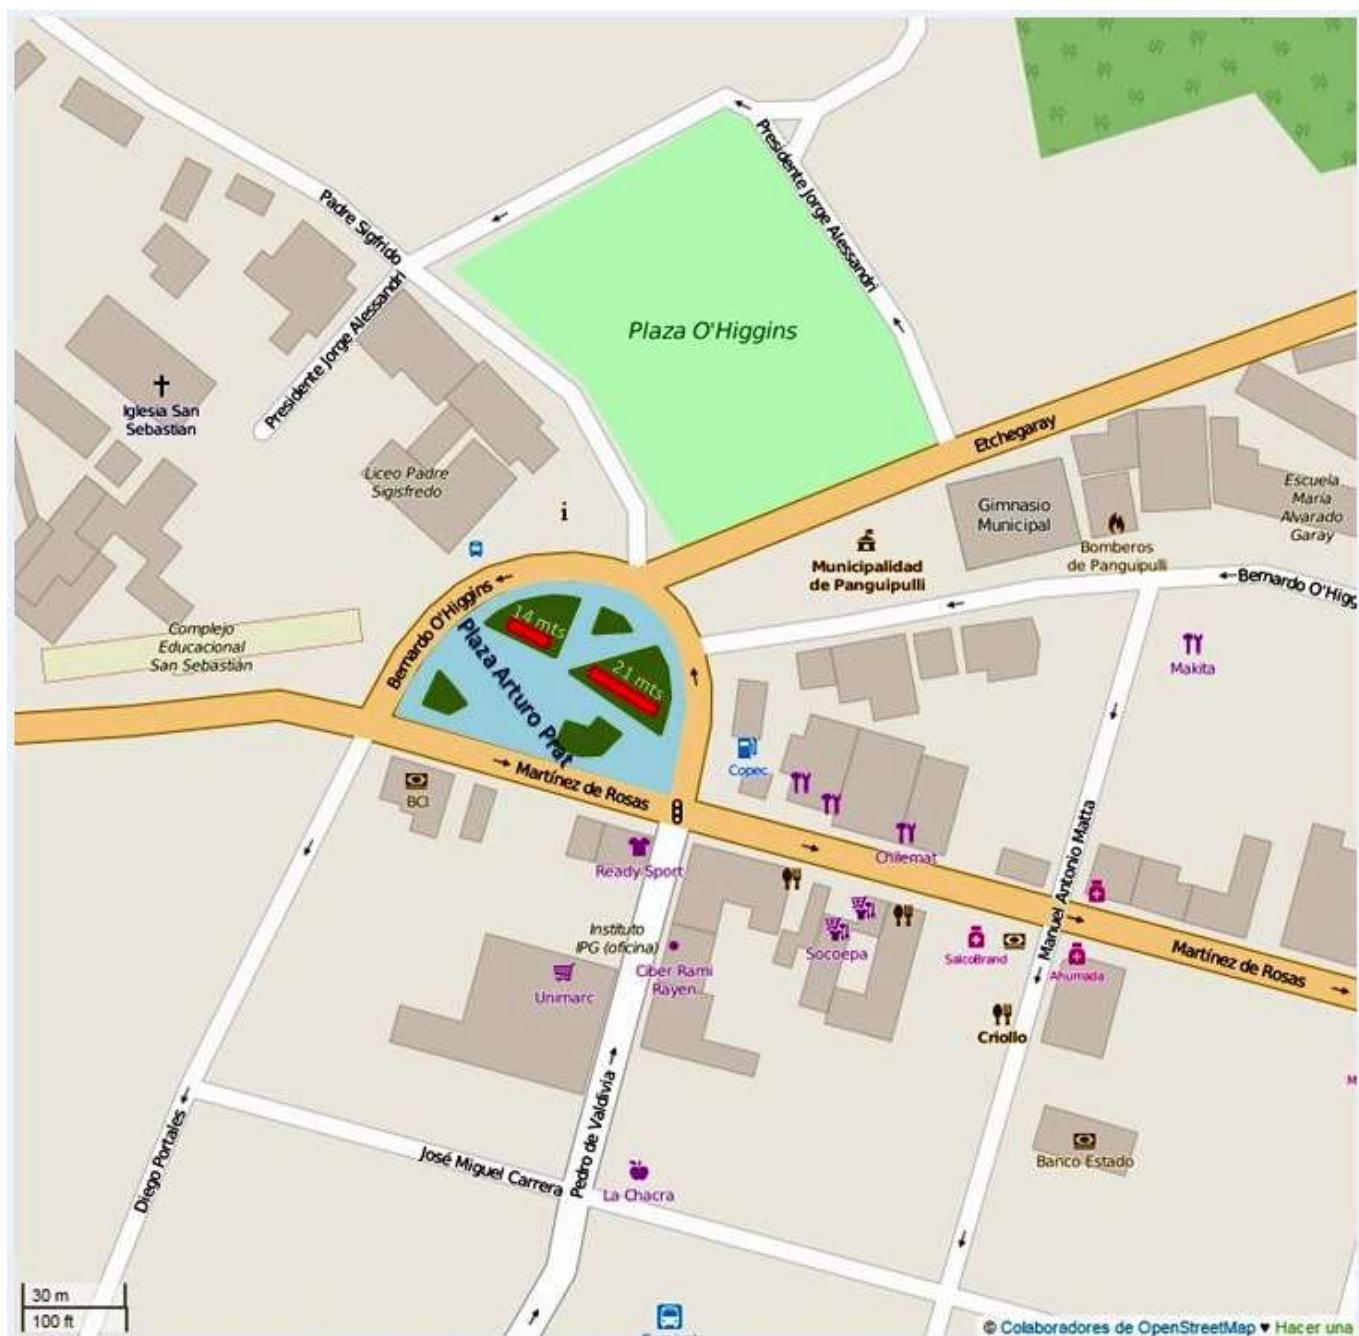 Padre Sigfrido
Presidente Jorge Alessandri
Presidente Jorge Alessandri
Plaza O'Higgins
Iglesia San
Sebastián
Liceo Padre
Sigisfredo
Etchegaray
Gimnasio
Municipal
Escuela
María
Alvarado
Garay
Bomberos
de Panguipulli
Municipalidad
de Panguipulli
Bernardo O'Higg
Bernardo O'Higgins
14 mts
21 mts
Plaza Arturo Prat
Complejo
Educacional
San Sebastián
Makita
Copec
Martínez de Rosas
BCI
Chilemat
Ready Sport
Manuel Antonio Matta
Instituto
IPG (oficina)
Ciber Rami
Rayen
Socoepa
SalcoBrand
Ahumada
Martínez de Rosas
Unimarc
Criollo
M
Pedro de Valdivia
Diego Portales
José Miguel Carrera
La Chacra
Banco Estado
30 m
100 ft
© Colaboradores de OpenStreetMap ♥ Hacer una